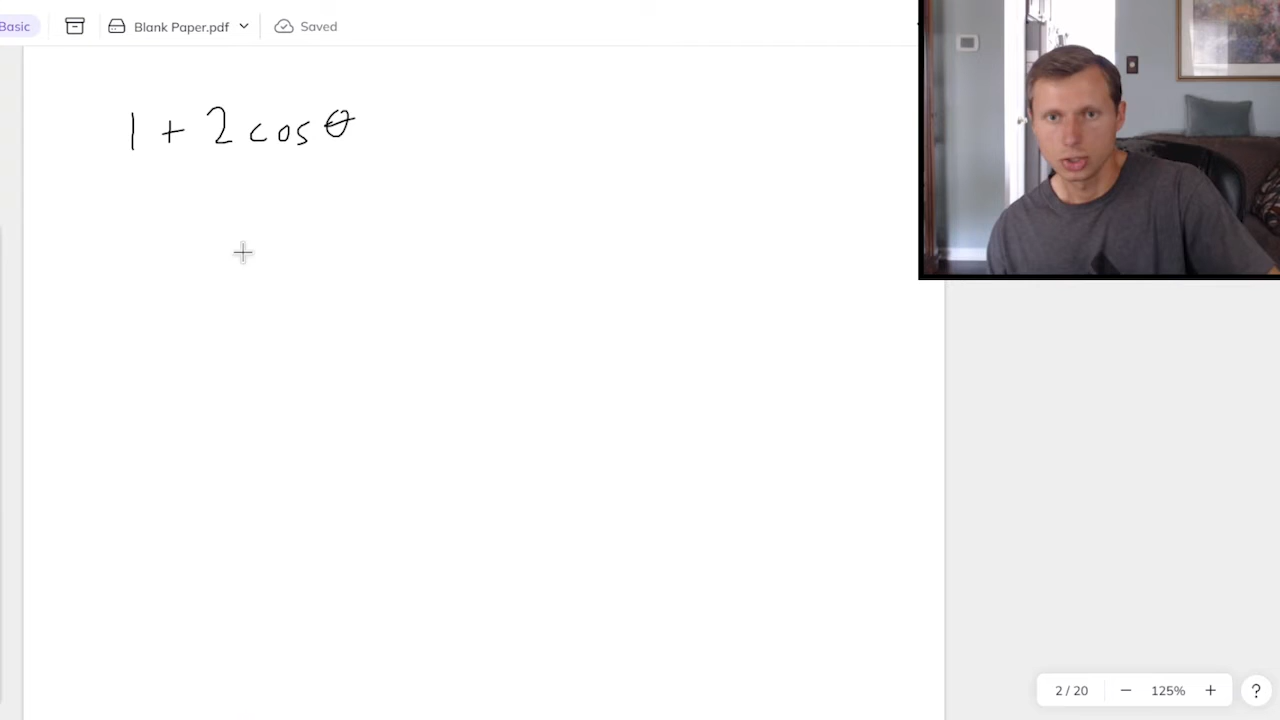 Basic Blank Paper.pdf Saved
1 + 2 cos θ
2 / 20 − 125% + ?